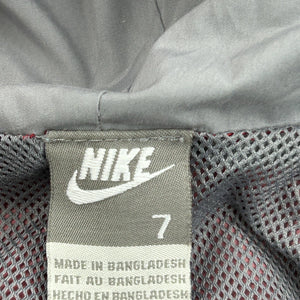 NIKE
7
MADE IN BANGLADESH
FAIT AU BANGLADESH
HECHO EN BANGLADESH